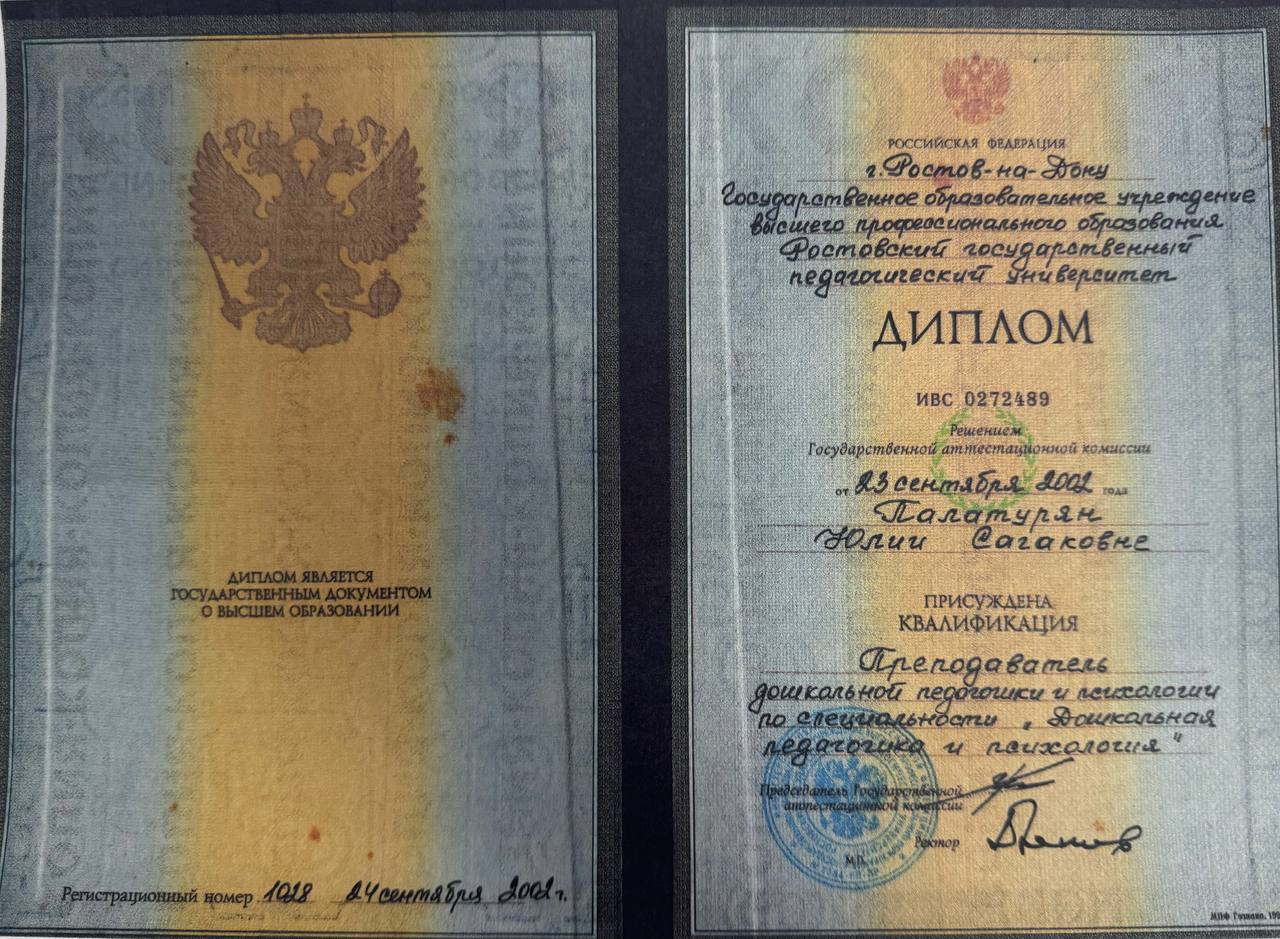 ДИПЛОМ ЯВЛЯЕТСЯ
ГОСУДАРСТВЕННЫМ ДОКУМЕНТОМ
О ВЫСШЕМ ОБРАЗОВАНИИ
Регистрационный номер 1028 24 сентября 2002 г.
РОССИЙСКАЯ ФЕДЕРАЦИЯ
г. Ростов-на-Дону
Государственное образовательное учреждение
высшего профессионального образования
Ростовский государственный
педагогический университет
ДИПЛОМ
ИВС 0272489
Решением
Государственной аттестационной комиссии
от 23 сентября 2002 года
Палатурян
Юлии Сагаковне
ПРИСУЖДЕНА
КВАЛИФИКАЦИЯ
Преподаватель
дошкольной педагогики и психологии
по специальности „Дошкольная
педагогика и психология"
Председатель Государственной
аттестационной комиссии
Ректор
М.П.
МПФ Гознака.